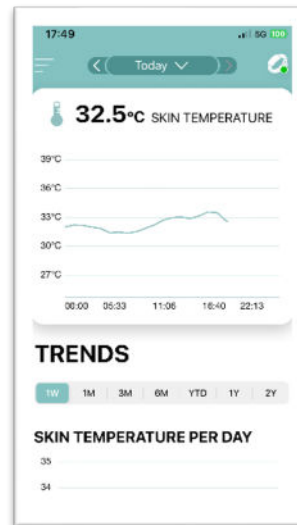 17:49 5G 100
Today
32.5°C SKIN TEMPERATURE
39°C
36°C
33°C
30°C
27°C
00:00 05:33 11:06 16:40 22:13
TRENDS
1W 1M 3M 6M YTD 1Y 2Y
SKIN TEMPERATURE PER DAY
35
34